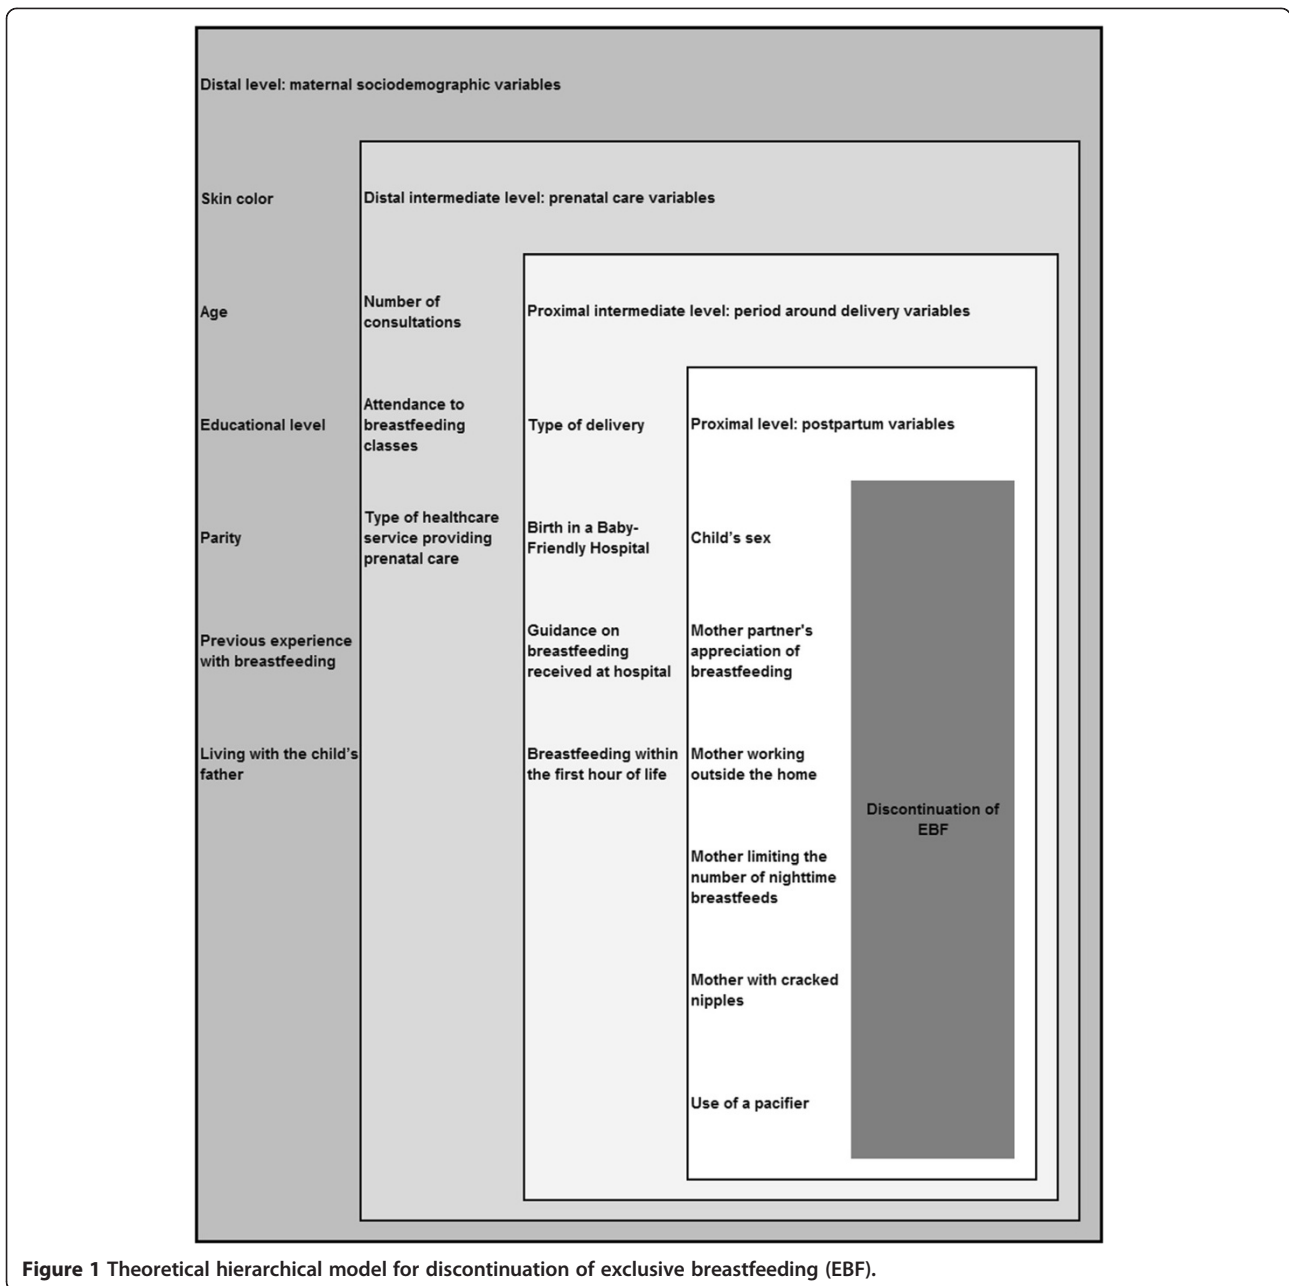 Distal level: maternal sociodemographic variables
Skin color
Age
Educational level
Parity
Previous experience
with breastfeeding
Living with the child's
father
Distal intermediate level: prenatal care variables
Number of
consultations
Attendance to
breastfeeding
classes
Type of healthcare
service providing
prenatal care
Proximal intermediate level: period around delivery variables
Type of delivery
Birth in a Baby-
Friendly Hospital
Guidance on
breastfeeding
received at hospital
Breastfeeding within
the first hour of life
Proximal level: postpartum variables
Child's sex
Mother partner's
appreciation of
breastfeeding
Mother working
outside the home
Mother limiting the
number of nighttime
breastfeeds
Mother with cracked
nipples
Use of a pacifier
Discontinuation of
EBF
Figure 1 Theoretical hierarchical model for discontinuation of exclusive breastfeeding (EBF).